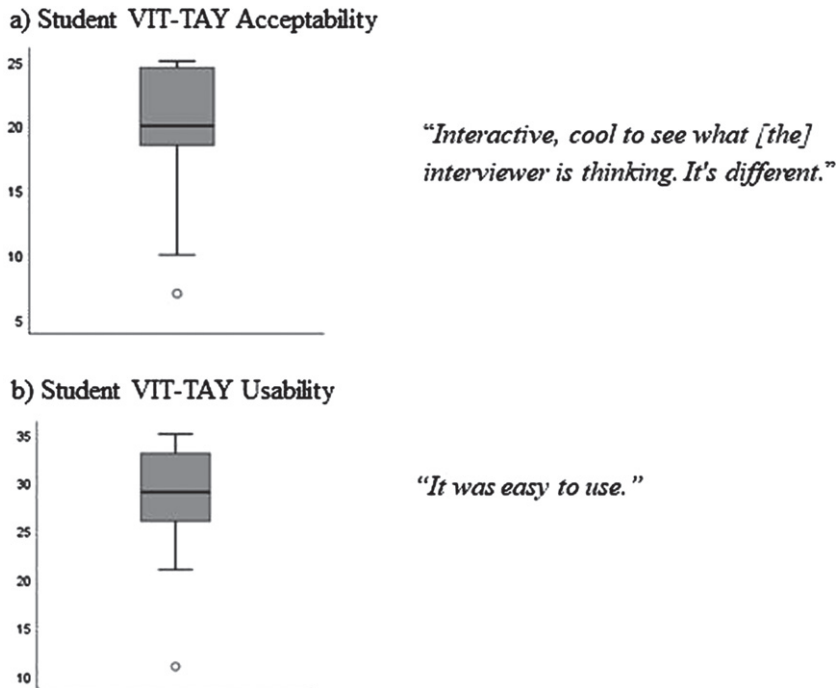 a) Student VIT-TAY Acceptability
25
20
15
10
5
"Interactive, cool to see what [the]
interviewer is thinking. It's different."
b) Student VIT-TAY Usability
35
30
25
20
15
10
"It was easy to use."